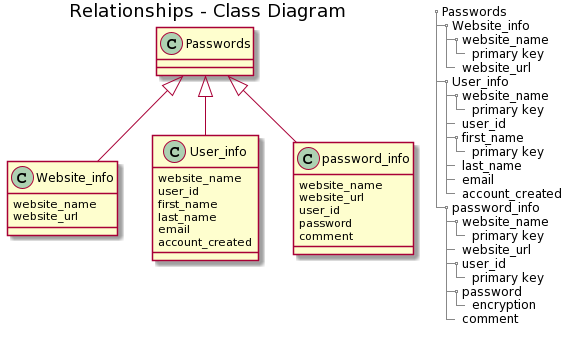 Relationships - Class Diagram
C Passwords
C Website_info
website_name
website_url
C User_info
website_name
user_id
first_name
last_name
email
account_created
C password_info
website_name
website_url
user_id
password
comment
Passwords
Website_info
website_name
primary key
website_url
User_info
website_name
primary key
user_id
first_name
primary key
last_name
email
account_created
password_info
website_name
primary key
website_url
user_id
primary key
password
encryption
comment